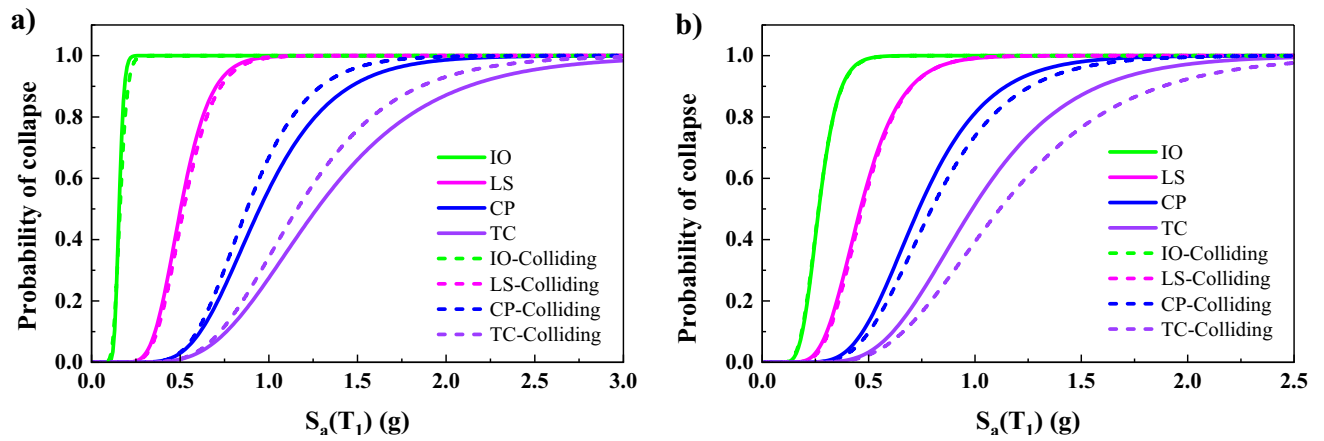 a)
Probability of collapse
1.0
0.8
0.6
0.4
0.2
0.0
IO
LS
CP
TC
IO-Colliding
LS-Colliding
CP-Colliding
TC-Colliding
0.0 0.5 1.0 1.5 2.0 2.5 3.0
Sa(T1) (g)
b)
Probability of collapse
1.0
0.8
0.6
0.4
0.2
0.0
IO
LS
CP
TC
IO-Colliding
LS-Colliding
CP-Colliding
TC-Colliding
0.0 0.5 1.0 1.5 2.0 2.5
Sa(T1) (g)